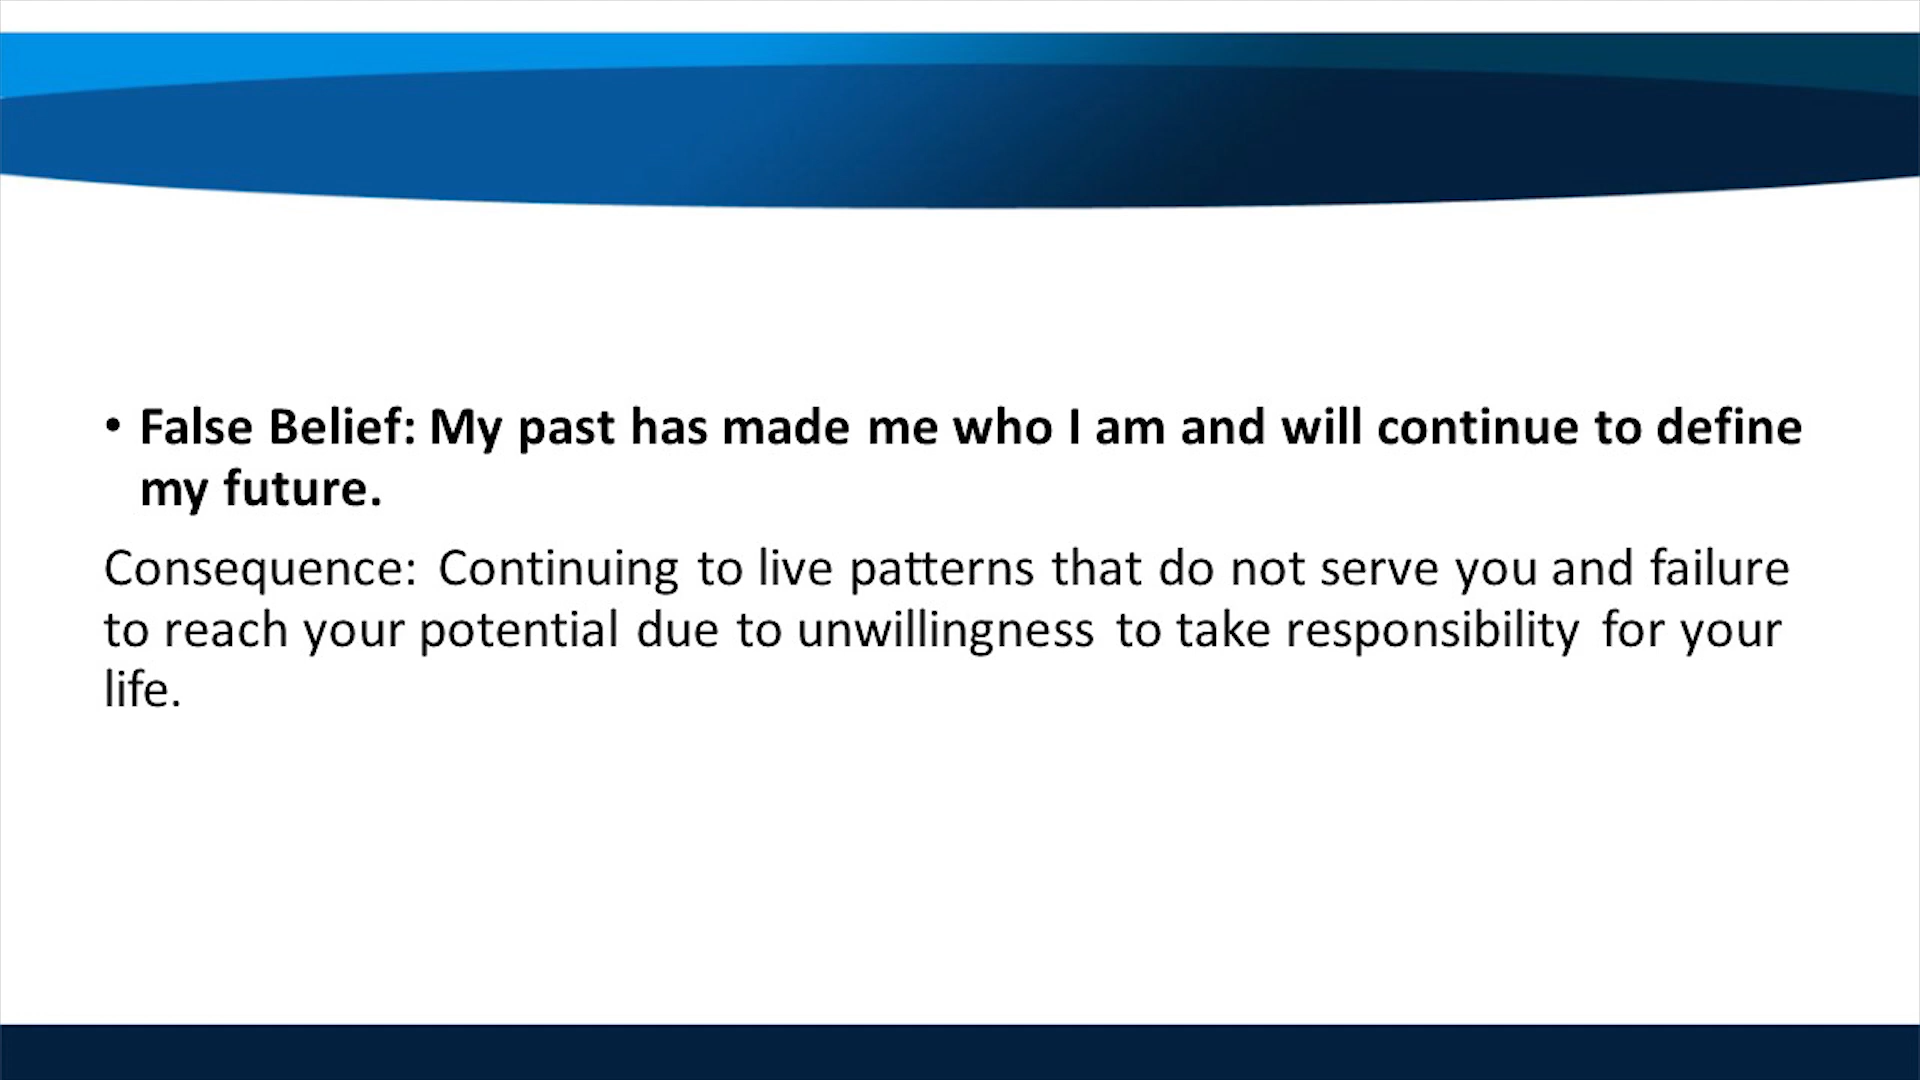 • False Belief: My past has made me who I am and will continue to define
my future.
Consequence: Continuing to live patterns that do not serve you and failure
to reach your potential due to unwillingness to take responsibility for your
life.